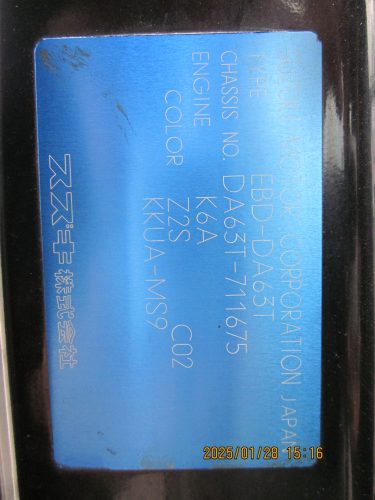 SUZUKI MOTOR CORPORATION JAPAN
TYPE EBD-DA63T
CHASSIS NO. DA63T-711675
ENGINE K6A
COLOR Z2S C02
KKUA-MS9
スズキ株式会社
2025/01/28 15:16